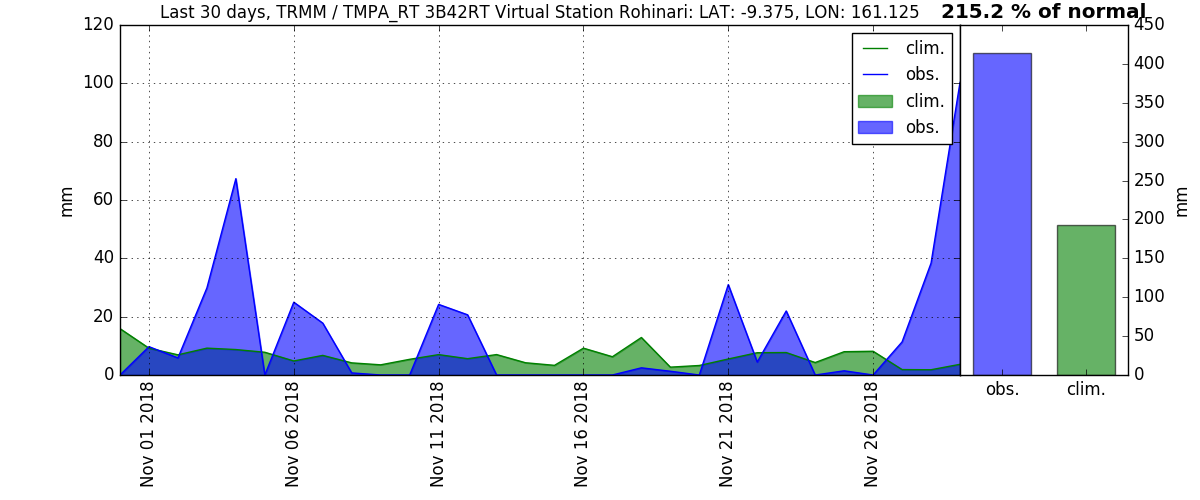 Last 30 days, TRMM / TMPA_RT 3B42RT Virtual Station Rohinari: LAT: -9.375, LON: 161.125 215.2 % of normal
120
100
80
60
40
20
0
mm
clim.
obs.
clim.
obs.
450
400
350
300
250
200
150
100
50
0
mm
obs. clim.
Nov 01 2018
Nov 06 2018
Nov 11 2018
Nov 16 2018
Nov 21 2018
Nov 26 2018